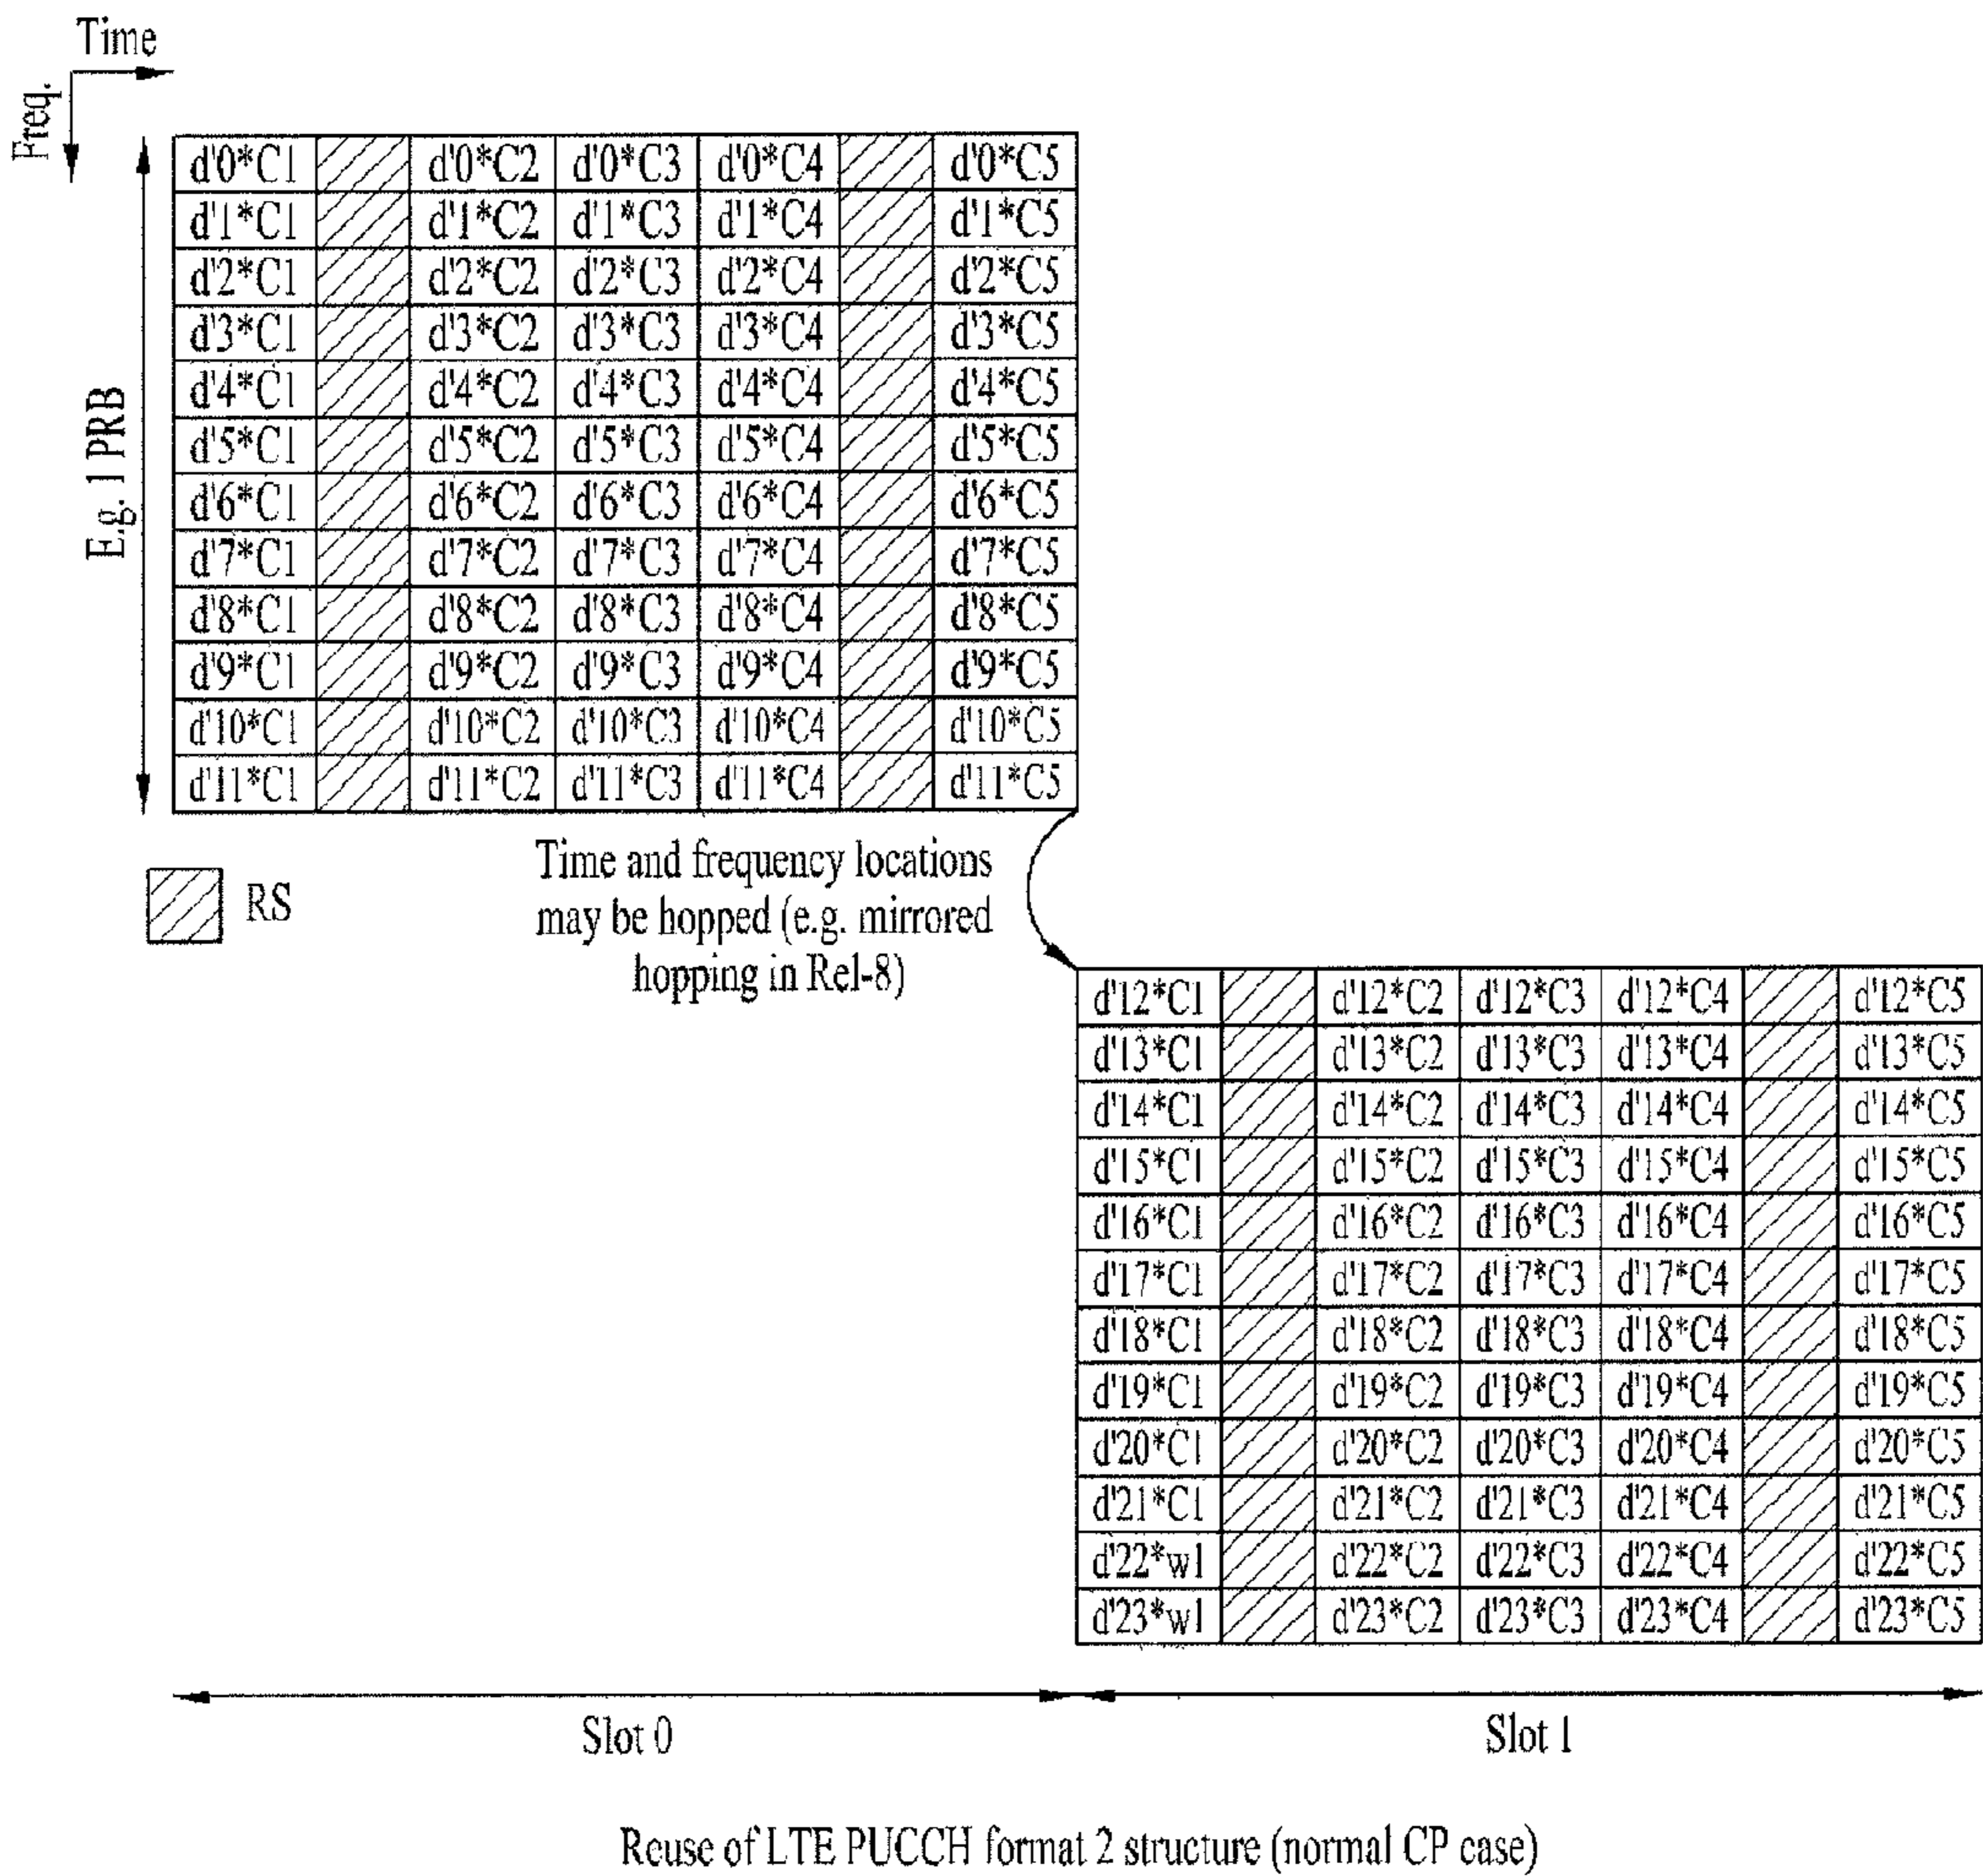 Time
Freq.
E.g. 1 PRB
d'0*C1 d'0*C2 d'0*C3 d'0*C4 d'0*C5
d'1*C1 d'1*C2 d'1*C3 d'1*C4 d'1*C5
d'2*C1 d'2*C2 d'2*C3 d'2*C4 d'2*C5
d'3*C1 d'3*C2 d'3*C3 d'3*C4 d'3*C5
d'4*C1 d'4*C2 d'4*C3 d'4*C4 d'4*C5
d'5*C1 d'5*C2 d'5*C3 d'5*C4 d'5*C5
d'6*C1 d'6*C2 d'6*C3 d'6*C4 d'6*C5
d'7*C1 d'7*C2 d'7*C3 d'7*C4 d'7*C5
d'8*C1 d'8*C2 d'8*C3 d'8*C4 d'8*C5
d'9*C1 d'9*C2 d'9*C3 d'9*C4 d'9*C5
d'10*C1 d'10*C2 d'10*C3 d'10*C4 d'10*C5
d'11*C1 d'11*C2 d'11*C3 d'11*C4 d'11*C5
RS
Time and frequency locations
may be hopped (e.g. mirrored
hopping in Rel-8)
d'12*C1 d'12*C2 d'12*C3 d'12*C4 d'12*C5
d'13*C1 d'13*C2 d'13*C3 d'13*C4 d'13*C5
d'14*C1 d'14*C2 d'14*C3 d'14*C4 d'14*C5
d'15*C1 d'15*C2 d'15*C3 d'15*C4 d'15*C5
d'16*C1 d'16*C2 d'16*C3 d'16*C4 d'16*C5
d'17*C1 d'17*C2 d'17*C3 d'17*C4 d'17*C5
d'18*C1 d'18*C2 d'18*C3 d'18*C4 d'18*C5
d'19*C1 d'19*C2 d'19*C3 d'19*C4 d'19*C5
d'20*C1 d'20*C2 d'20*C3 d'20*C4 d'20*C5
d'21*C1 d'21*C2 d'21*C3 d'21*C4 d'21*C5
d'22*w1 d'22*C2 d'22*C3 d'22*C4 d'22*C5
d'23*w1 d'23*C2 d'23*C3 d'23*C4 d'23*C5
Slot 0 Slot 1
Reuse of LTE PUCCH format 2 structure (normal CP case)